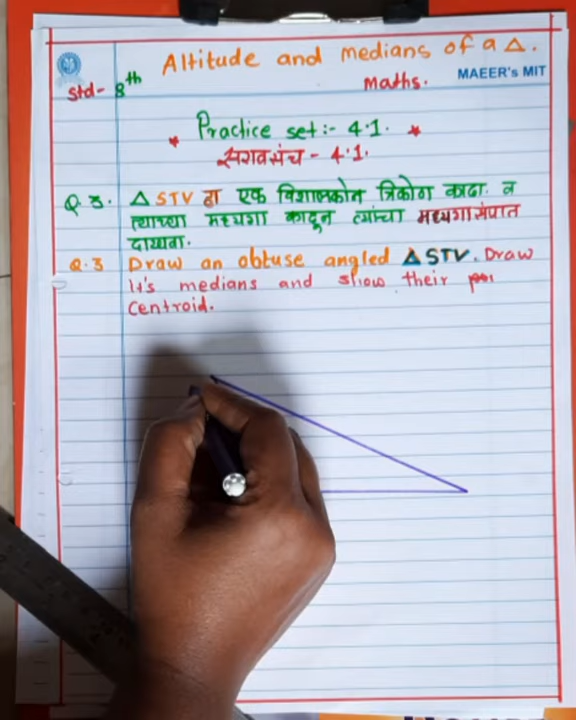 Altitude and medians of a △.
std- 8th Maths. MAEER's MIT
* Practice set:- 4.1. *
सरावसंच - 4.1.
Q.3. △ STV हा एक विशालकोन त्रिकोण काढा. व
त्याच्या मध्यगा काढून त्यांचा मध्यगासंपात
दाखवा.
Q.3 Draw an obtuse angled △ STV. Draw
It's medians and show their
Centroid.